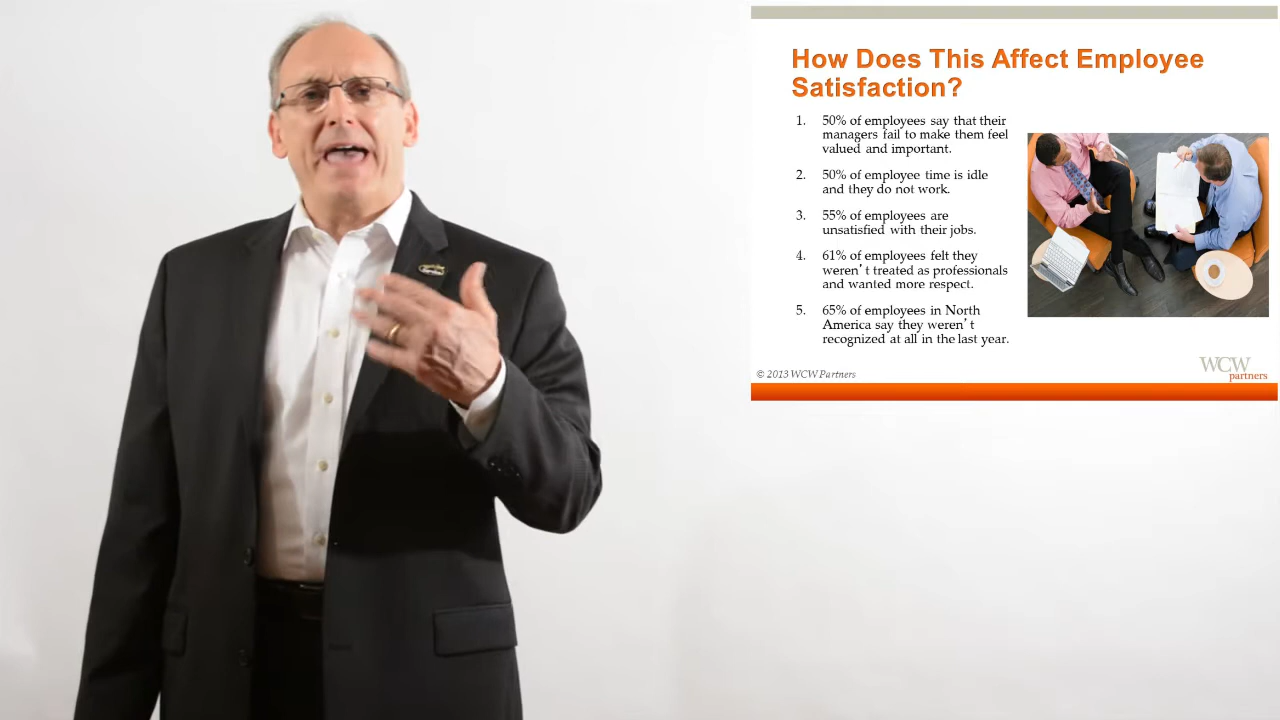 How Does This Affect Employee
Satisfaction?
1. 50% of employees say that their
managers fail to make them feel
valued and important.
2. 50% of employee time is idle
and they do not work.
3. 55% of employees are
unsatisfied with their jobs.
4. 61% of employees felt they
weren't treated as professionals
and wanted more respect.
5. 65% of employees in North
America say they weren't
recognized at all in the last year.
© 2013 WCW Partners
WCW
partners